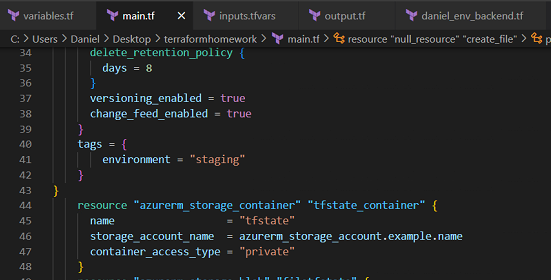 variables.tf main.tf X inputs.tfvars output.tf daniel_env_backend.tf
C: > Users > Daniel > Desktop > terraformhomework > main.tf > resource "null_resource" "create_file" > p
34 delete_retention_policy {
35 days = 8
36 }
37 versioning_enabled = true
38 change_feed_enabled = true
39 }
40 tags = {
41 environment = "staging"
42 }
43 }
44 resource "azurerm_storage_container" "tfstate_container" {
45 name = "tfstate"
46 storage_account_name = azurerm_storage_account.example.name
47 container_access_type = "private"
48 }